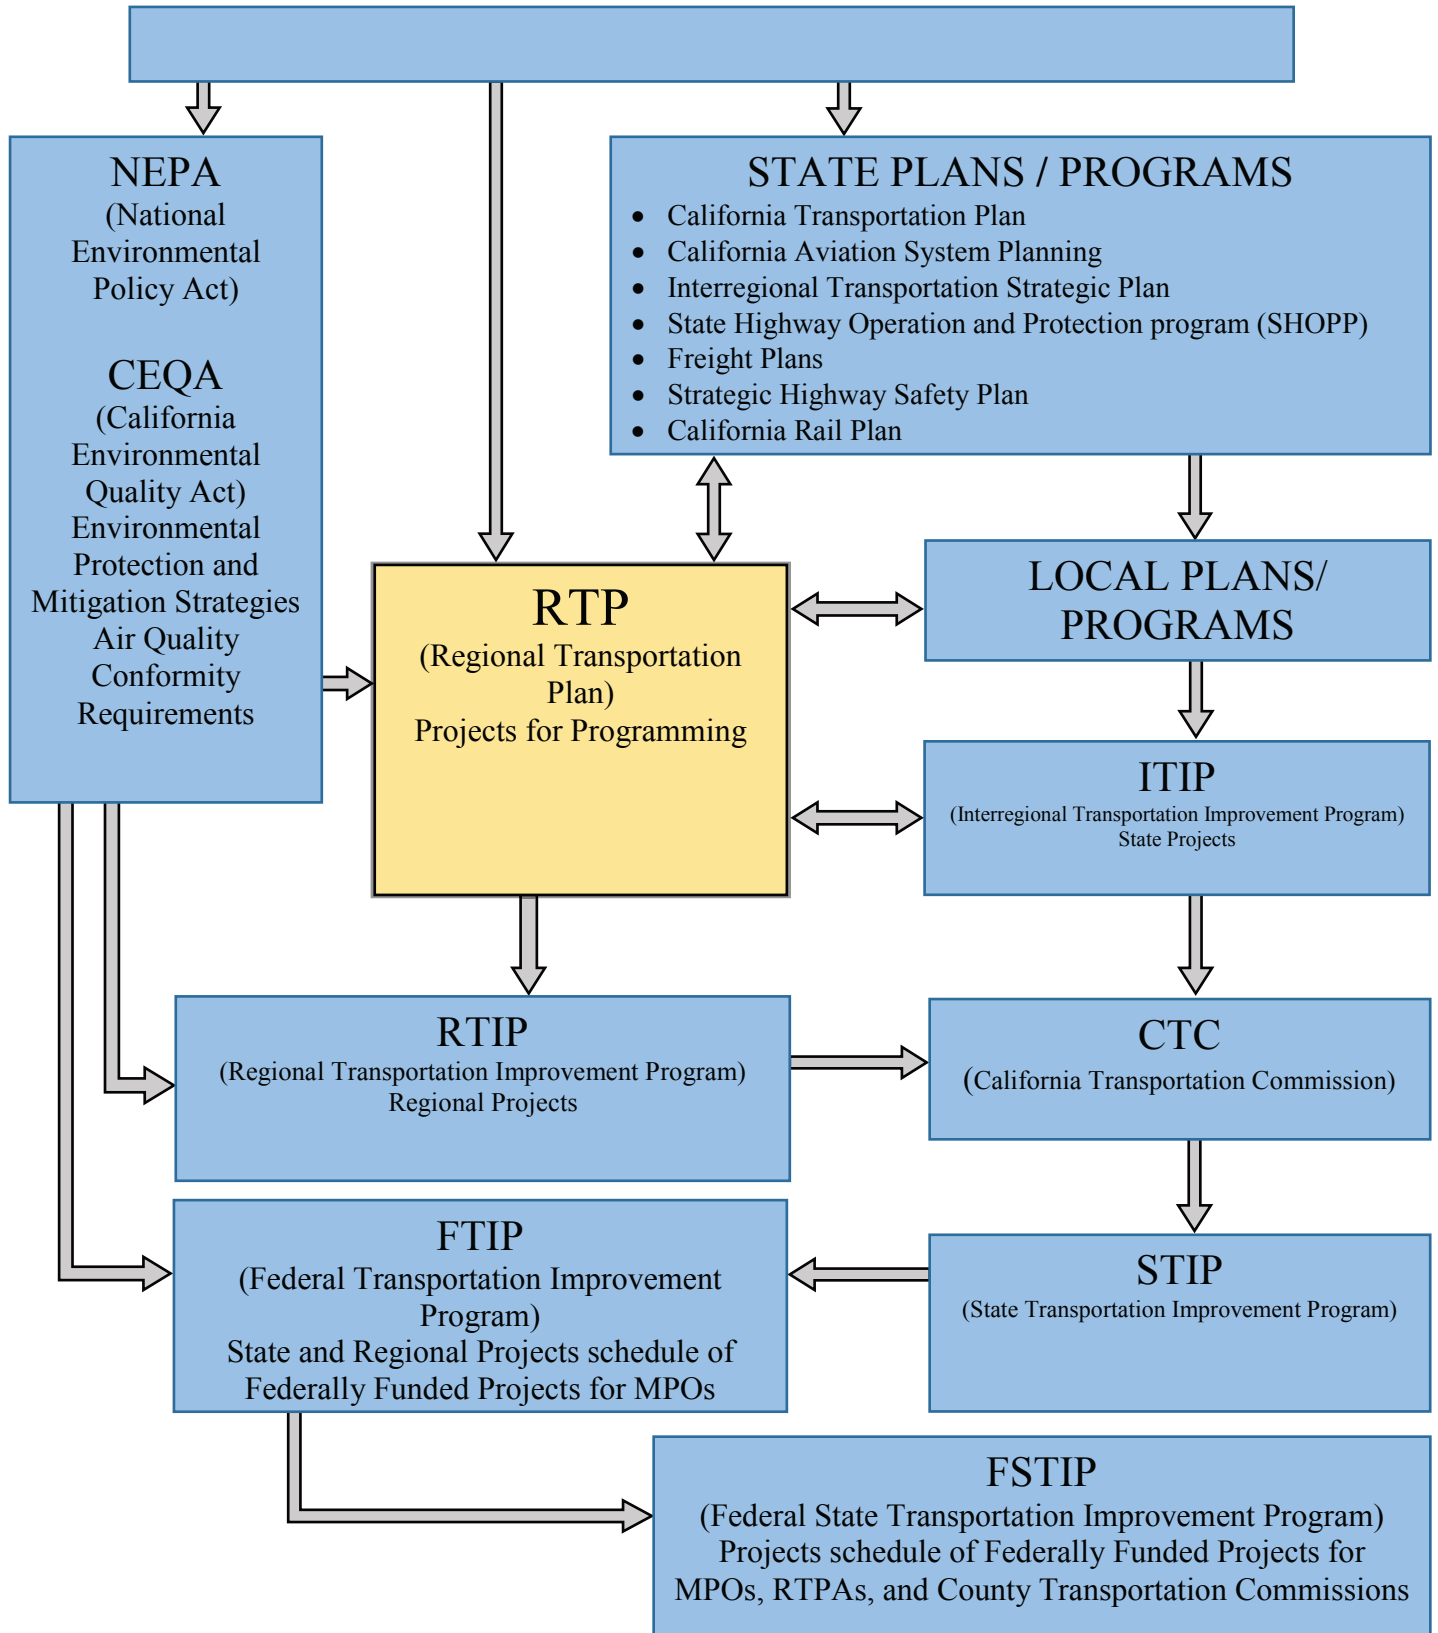 NEPA
(National
Environmental
Policy Act)
CEQA
(California
Environmental
Quality Act)
Environmental
Protection and
Mitigation Strategies
Air Quality
Conformity
Requirements
STATE PLANS / PROGRAMS
• California Transportation Plan
• California Aviation System Planning
• Interregional Transportation Strategic Plan
• State Highway Operation and Protection program (SHOPP)
• Freight Plans
• Strategic Highway Safety Plan
• California Rail Plan
RTP
(Regional Transportation
Plan)
Projects for Programming
LOCAL PLANS/
PROGRAMS
ITIP
(Interregional Transportation Improvement Program)
State Projects
RTIP
(Regional Transportation Improvement Program)
Regional Projects
CTC
(California Transportation Commission)
FTIP
(Federal Transportation Improvement
Program)
State and Regional Projects schedule of
Federally Funded Projects for MPOs
STIP
(State Transportation Improvement Program)
FSTIP
(Federal State Transportation Improvement Program)
Projects schedule of Federally Funded Projects for
MPOs, RTPAs, and County Transportation Commissions